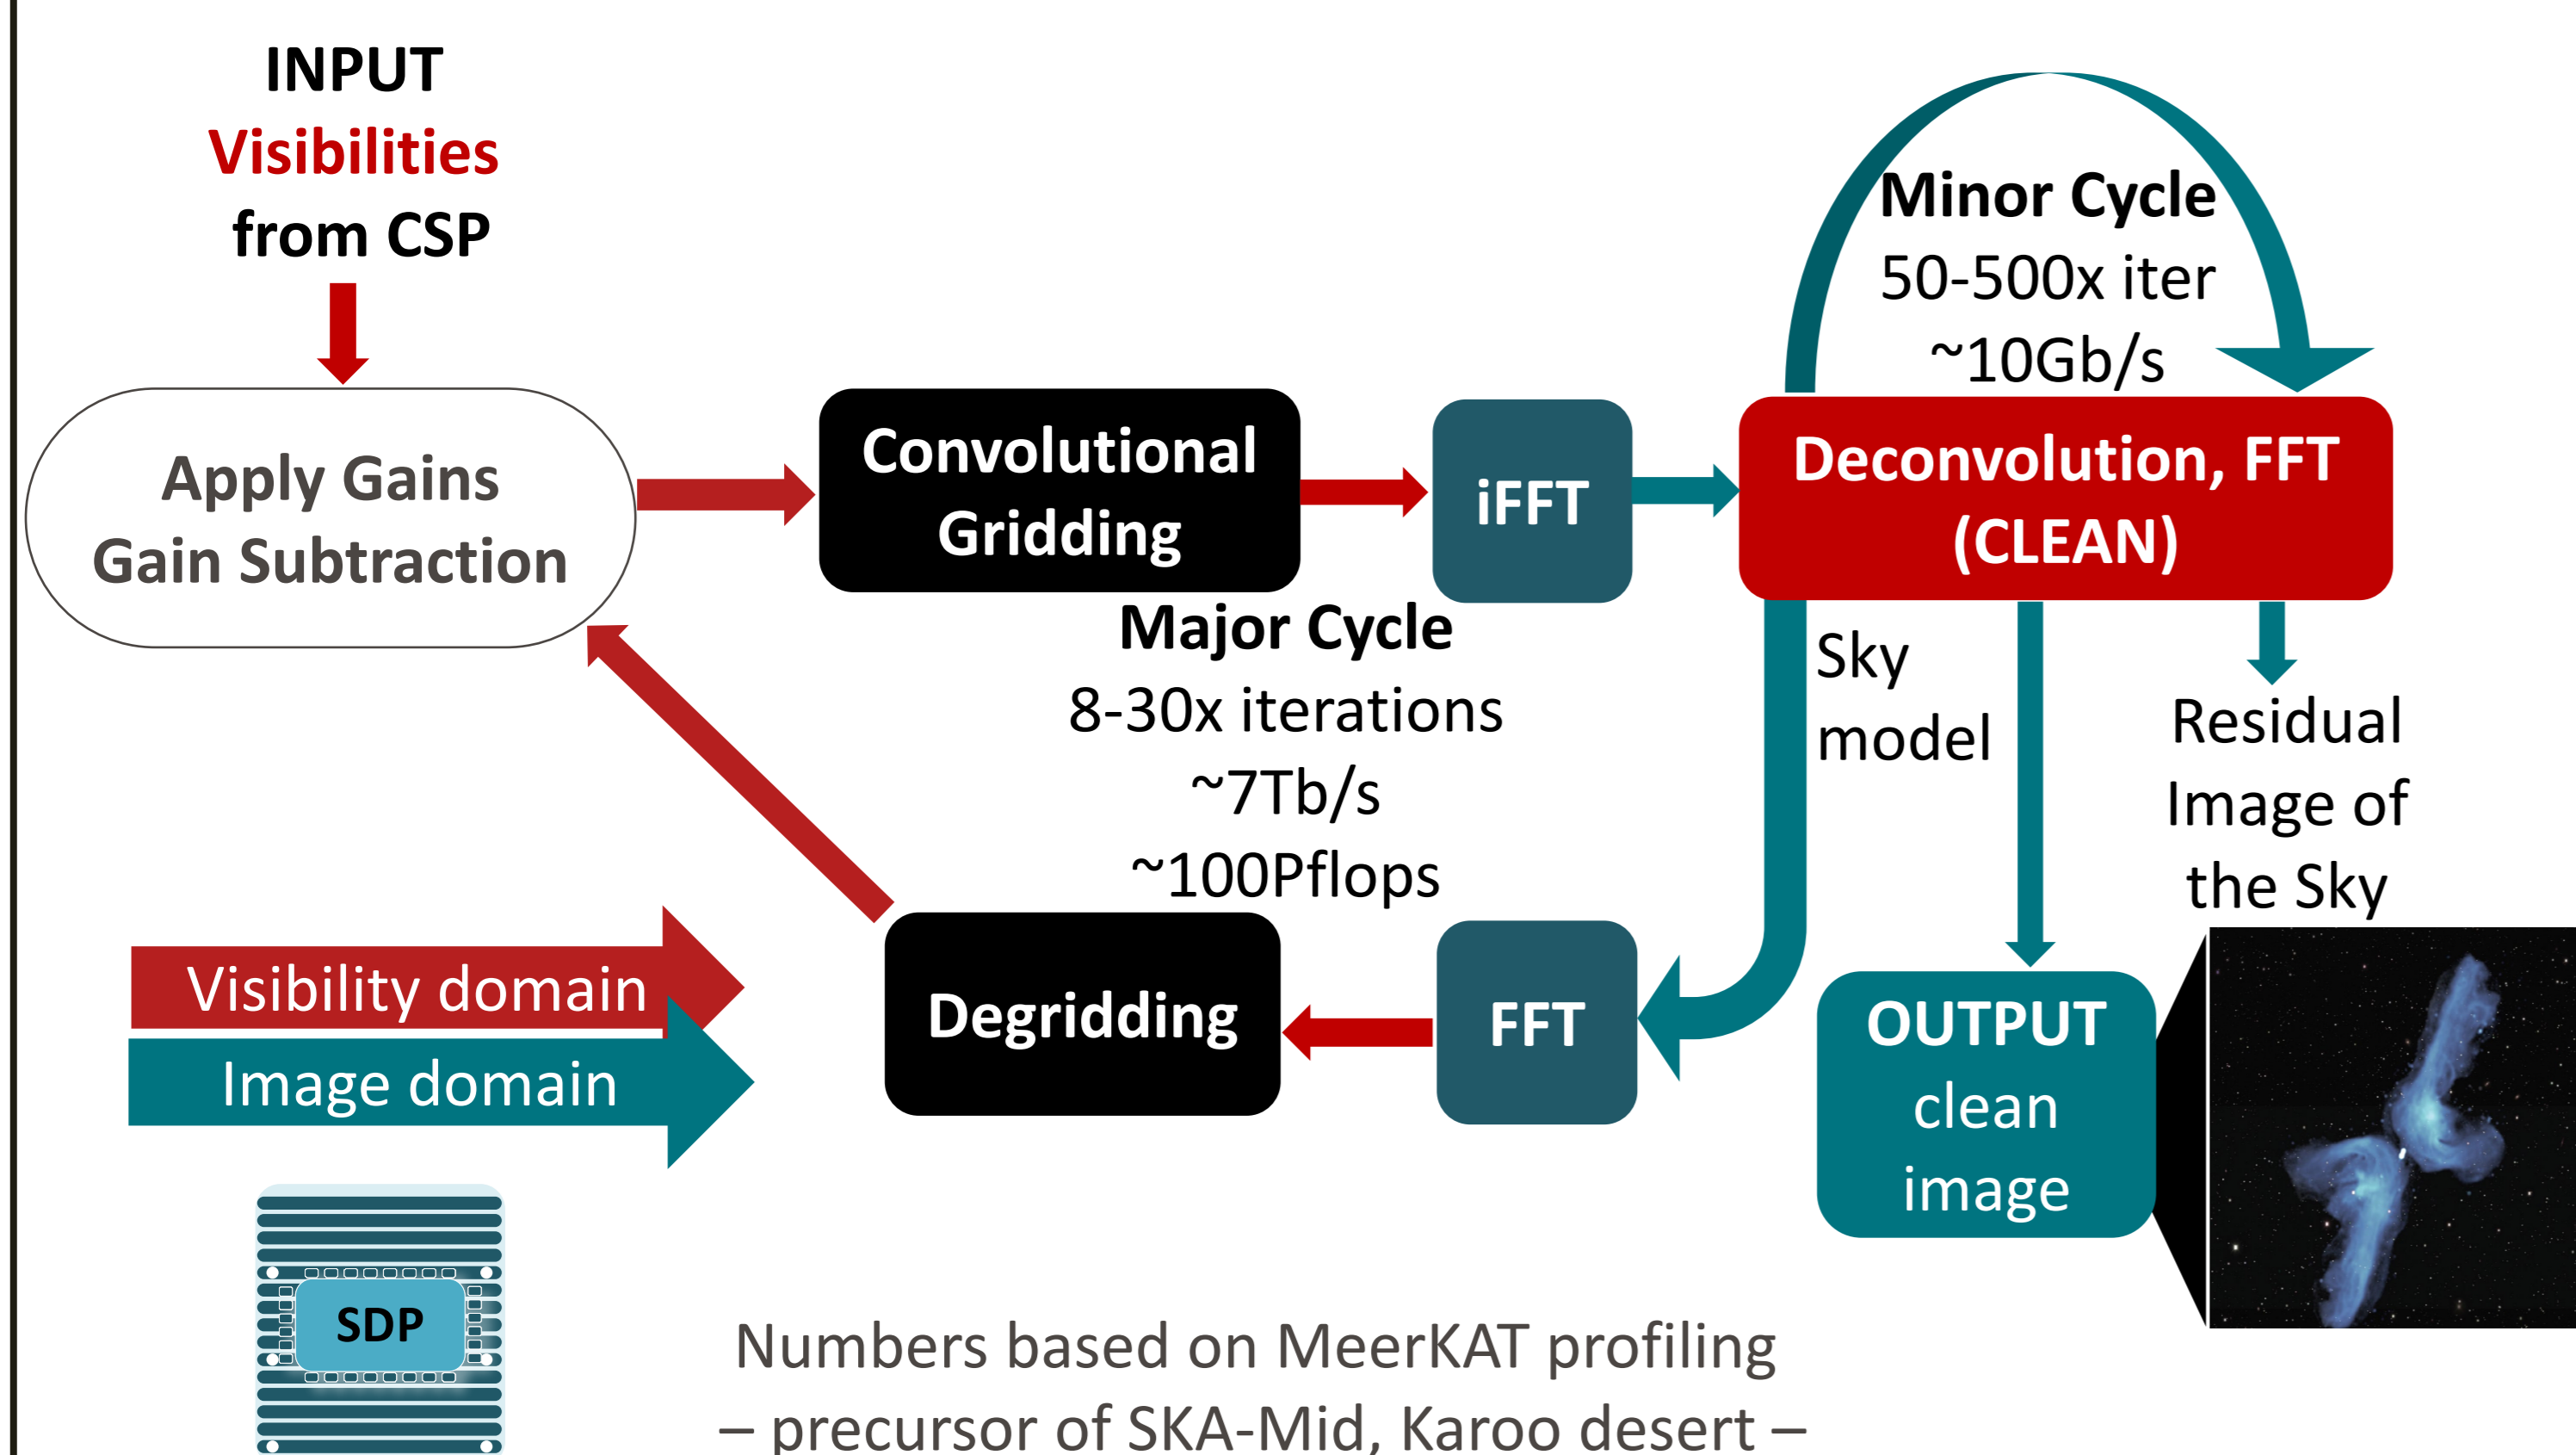 INPUT
Visibilities
from CSP
Apply Gains
Gain Subtraction
Convolutional
Gridding
iFFT
Minor Cycle
50-500x iter
~10Gb/s
Deconvolution, FFT
(CLEAN)
Major Cycle
8-30x iterations
~7Tb/s
~100Pflops
Sky
model
Residual
Image of
the Sky
Visibility domain
Image domain
Degridding
FFT
OUTPUT
clean
image
SDP
Numbers based on MeerKAT profiling
– precursor of SKA-Mid, Karoo desert –